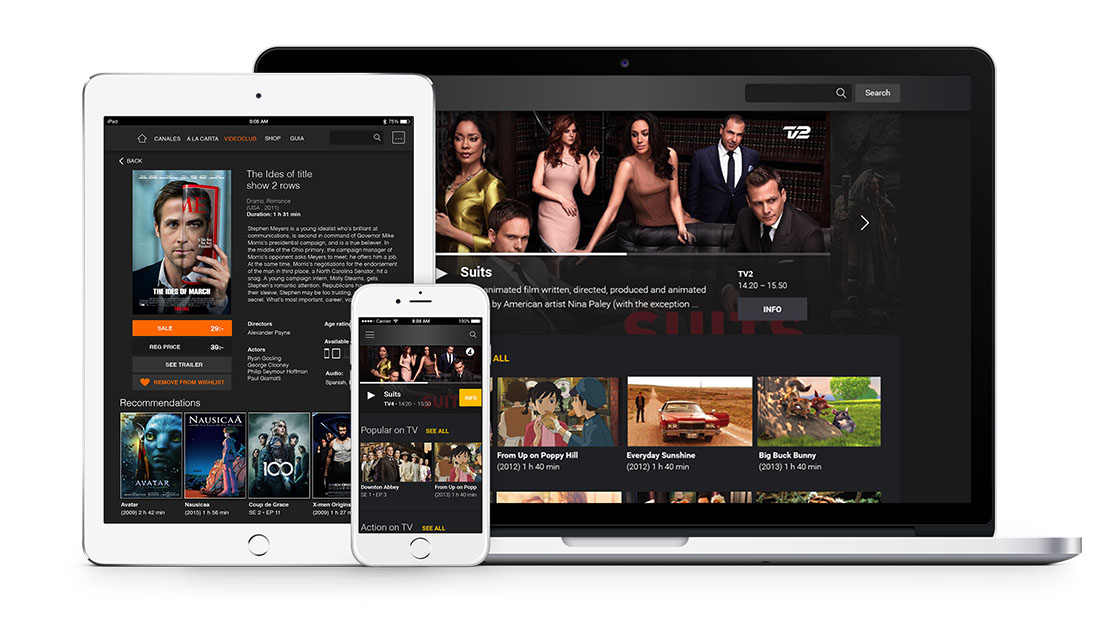 iPad
8:08 AM
75%
CANALES A LA CARTA VIDEOCLUB SHOP GUIA
BACK
THE IDES OF MARCH
The Ides of title
show 2 rows
Drama, Romance
(UGA , 2011)
Duration: 1 h 31 min
Stephen Meyers is a young idealist who's brilliant at
communications, is second in command of Governor Mike
Morris's presidential campaign, and is a true believer. In
the middle of the Ohio primary, the campaign manager of
Morris's opponent asks Meyers to meet; he offers him a job.
At the same time, Morris's negotiations for the endorsement
of the man in third place, a North Carolina Senator, hit a
snag. A young campaign intern, Molly Stearns, gets
Stephen's romantic attention. Republicans have
their sleeve; Stephen may be too trusting,
secret. What's most important, career, vic
SALE 29:-
REG PRICE 39:-
SEE TRAILER
REMOVE FROM WISHLIST
Directors
Alexander Payne
Actors
Ryan Gosling
George Clooney
Philip Seymour Hoffman
Paul Giamatti
Age rating
Available
Audio:
Spanish,
Recommendations
AVATAR
NAUSICAÄ
THE 100
Avatar
(2009) 2 h 42 min
Nausicaa
(2015) 1 h 56 min
Coup de Grace
SE 2 • EP 11
X-men Origins
(2009) 1 h
Carrier
8:08 AM
100%
4
Suits
TV4 • 14:20 – 15:50
INFO
Popular on TV SEE ALL
Downton Abbey
SE 1 • EP 3
From Up on Popp
(2013) 1 h 40 min
Action on TV SEE ALL
Search
TV2
Suits
animated film written, directed, produced and animated
by American artist Nina Paley (with the exception ...
TV2
14.20 – 15.50
INFO
SUITS
ALL
From Up on Poppy Hill
(2012) 1 h 40 min
Everyday Sunshine
(2012) 1 h 40 min
Big Buck Bunny
(2013) 1 h 40 min